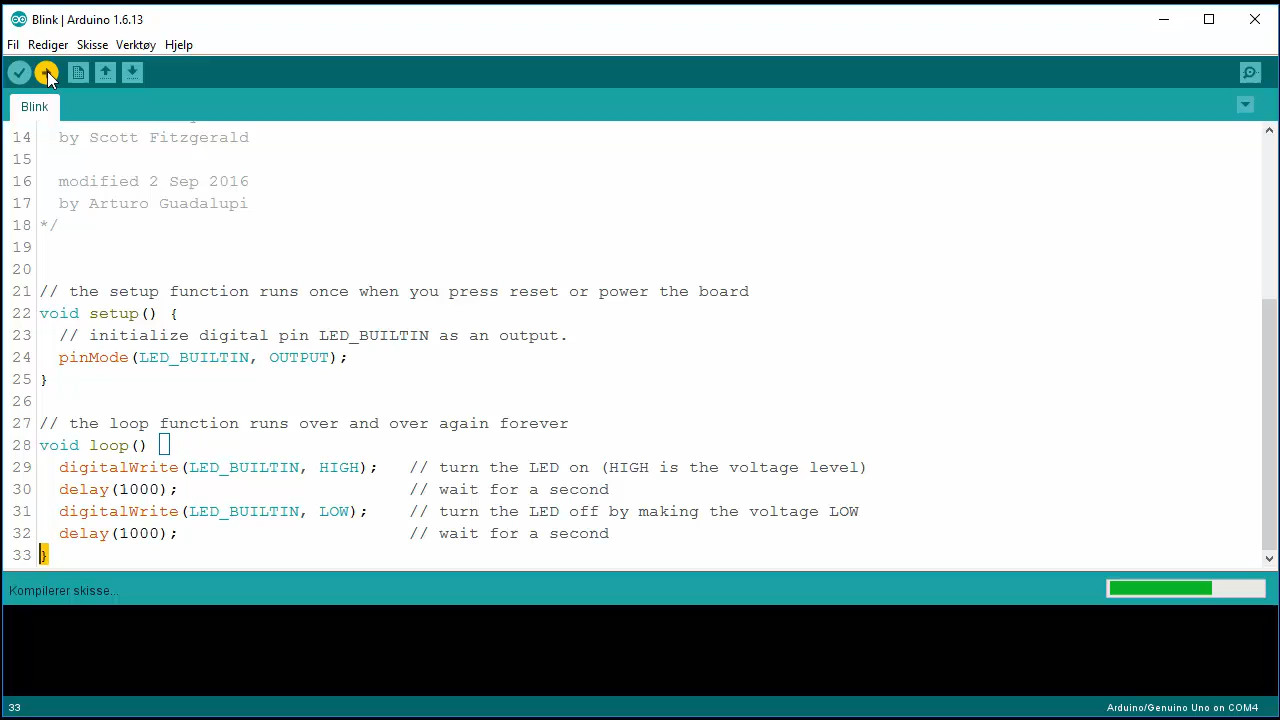 Blink | Arduino 1.6.13
Fil Rediger Skisse Verktøy Hjelp
Blink
14 by Scott Fitzgerald
15
16 modified 2 Sep 2016
17 by Arturo Guadalupi
18 */
19
20
21 // the setup function runs once when you press reset or power the board
22 void setup() {
23 // initialize digital pin LED_BUILTIN as an output.
24 pinMode(LED_BUILTIN, OUTPUT);
25 }
26
27 // the loop function runs over and over again forever
28 void loop()
29 digitalWrite(LED_BUILTIN, HIGH); // turn the LED on (HIGH is the voltage level)
30 delay(1000); // wait for a second
31 digitalWrite(LED_BUILTIN, LOW); // turn the LED off by making the voltage LOW
32 delay(1000); // wait for a second
33 }
Kompilerer skisse...
33
Arduino/Genuino Uno on COM4